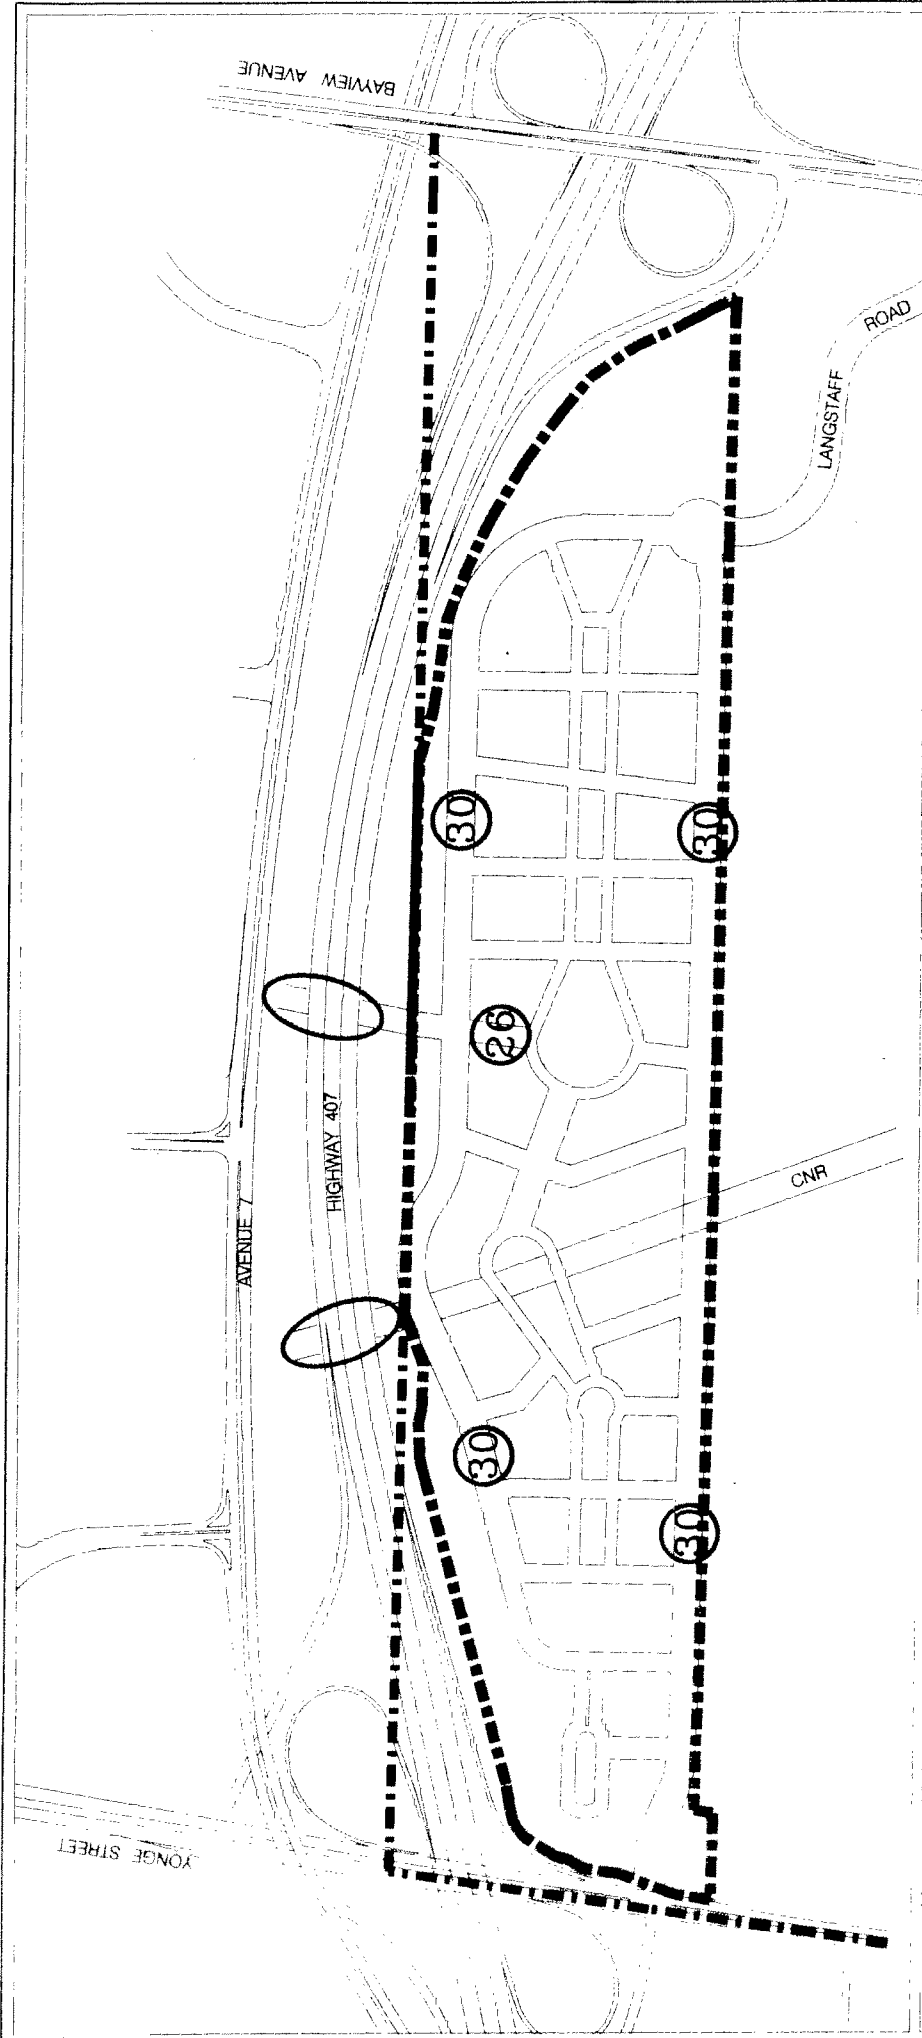 BAYVIEW AVENUE
ROAD
LANGSTAFF
30
30
26
HIGHWAY 407
CNR
AVENUE 7
30
30
YONGE STREET